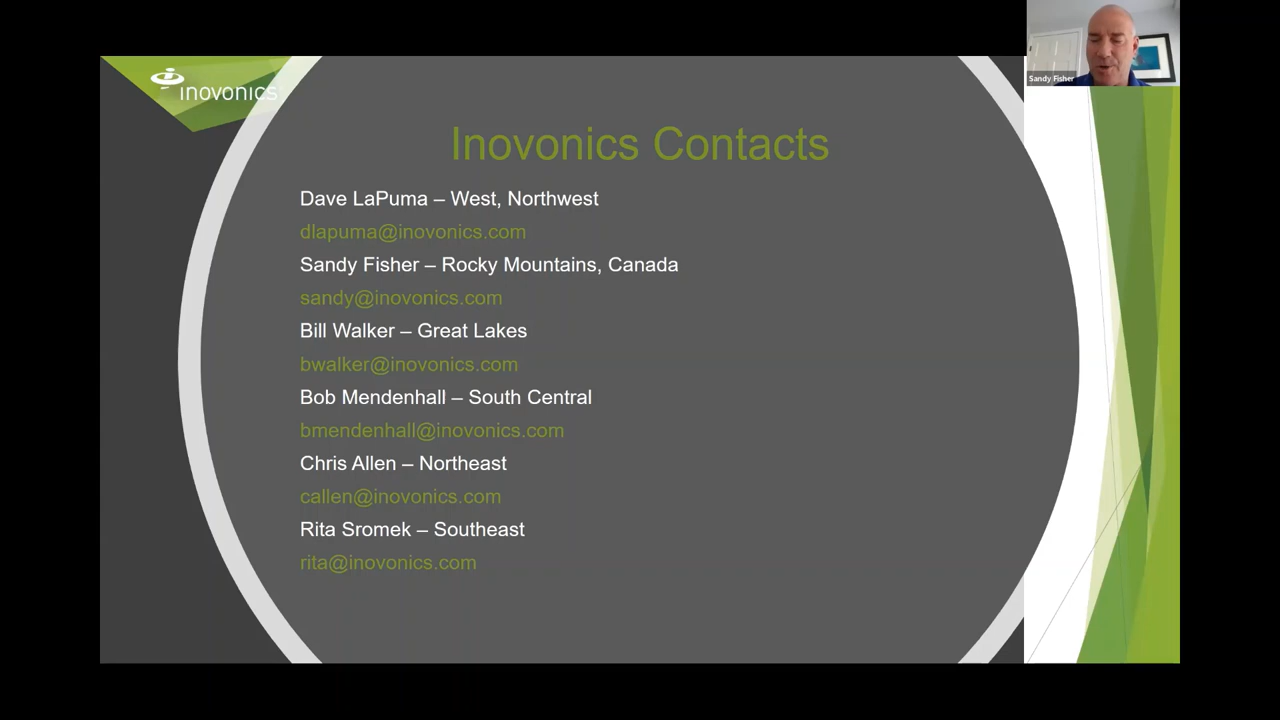 inovonics
Sandy Fisher
Inovonics Contacts
Dave LaPuma – West, Northwest
dlapuma@inovonics.com
Sandy Fisher – Rocky Mountains, Canada
sandy@inovonics.com
Bill Walker – Great Lakes
bwalker@inovonics.com
Bob Mendenhall – South Central
bmendenhall@inovonics.com
Chris Allen – Northeast
callen@inovonics.com
Rita Sromek – Southeast
rita@inovonics.com